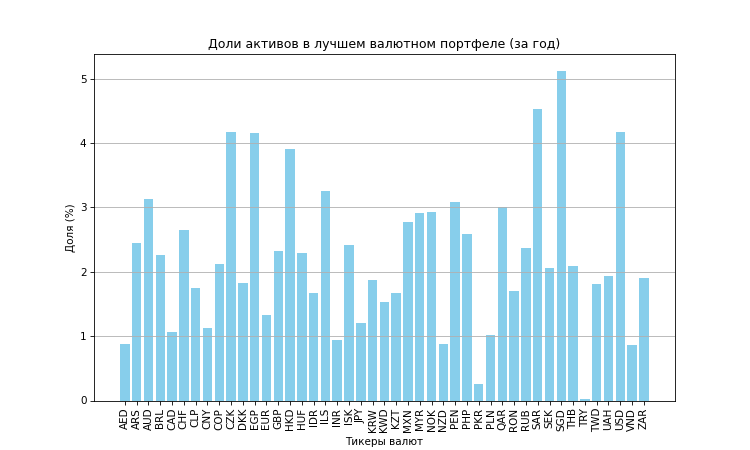 Доли активов в лучшем валютном портфеле (за год)
Доля (%)
5
4
3
2
1
0
AED ARS AUD BRL CAD CHF CLP CNY COP CZK DKK EGP EUR GBP HKD HUF IDR ILS INR ISK JPY KRW KWD KZT MXN MYR NOK NZD PEN PHP PKR PLN QAR RON RUB SAR SEK SGD THB TRY TWD UAH USD VND ZAR
Тикеры валют